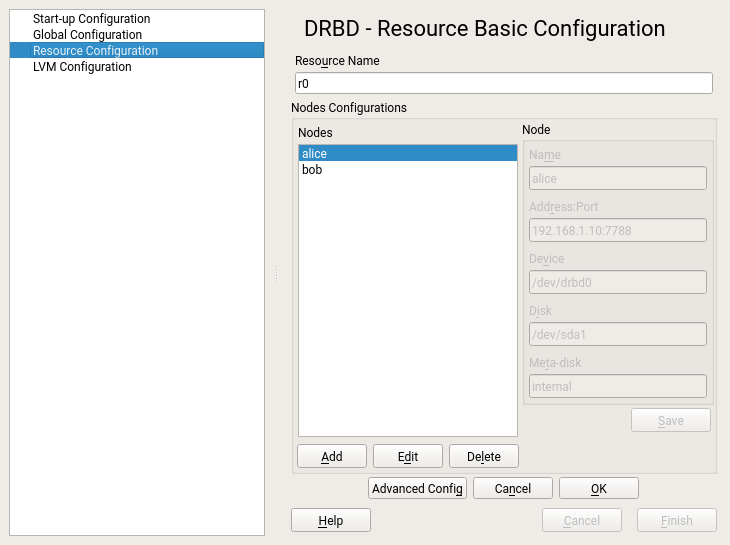 Start-up Configuration
Global Configuration
Resource Configuration
LVM Configuration
DRBD - Resource Basic Configuration
Resource Name
r0
Nodes Configurations
Nodes
alice
bob
Add
Edit
Delete
Node
Name
alice
Address:Port
192.168.1.10:7788
Device
/dev/drbd0
Disk
/dev/sda1
Meta-disk
internal
Save
Advanced Config
Cancel
OK
Help
Cancel
Finish